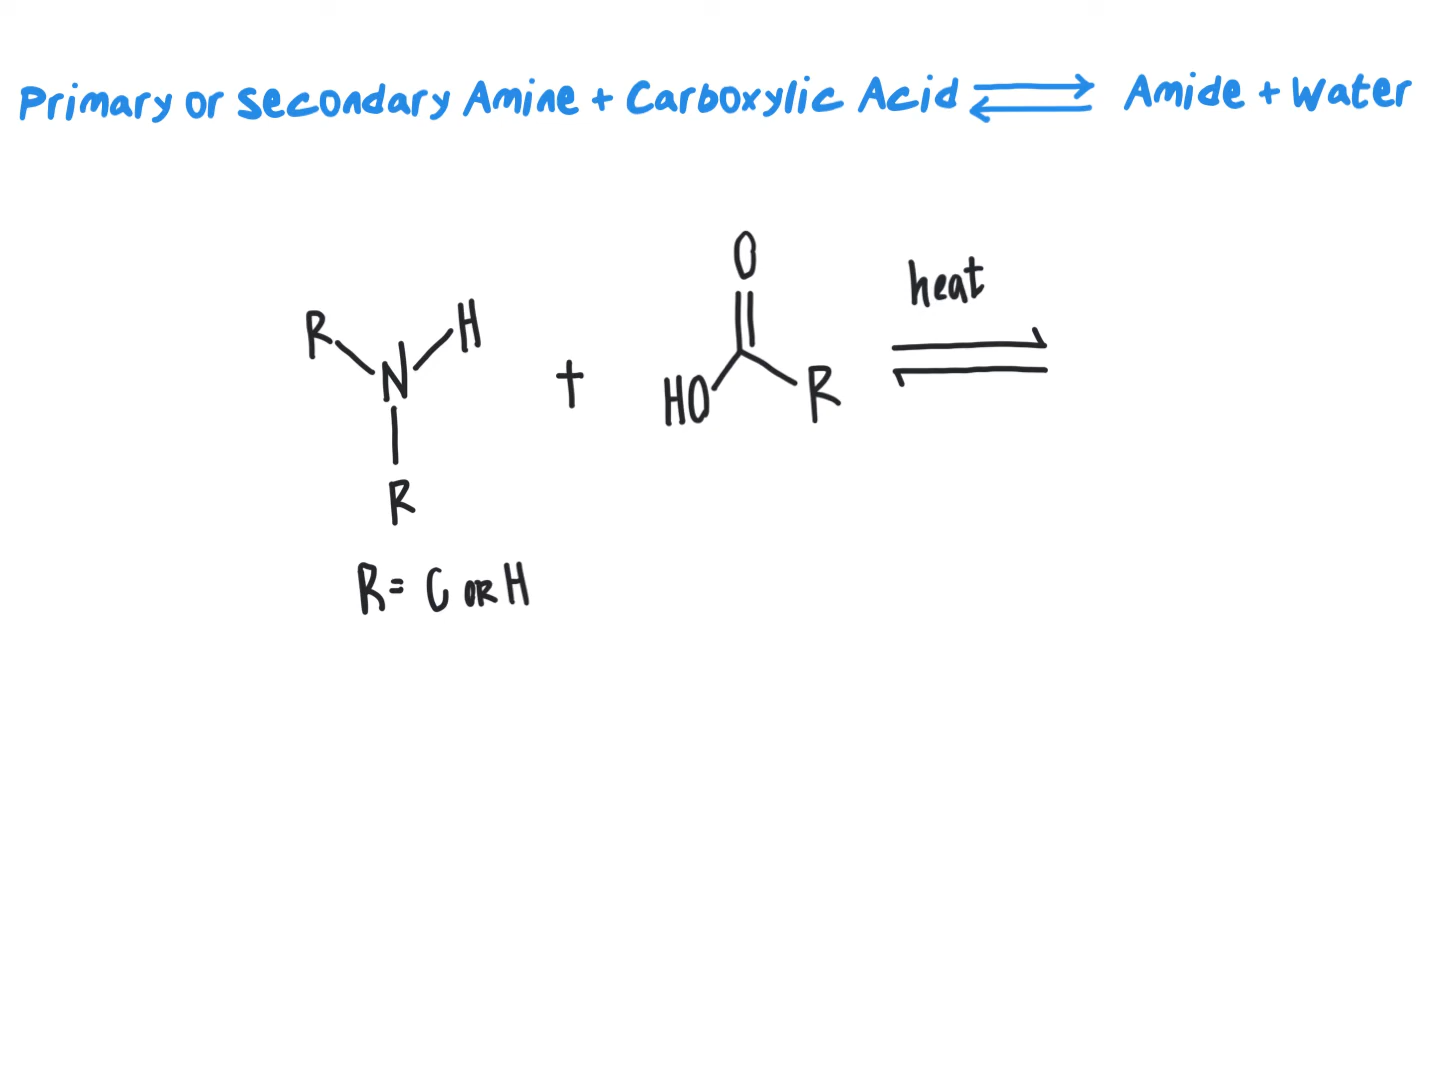 Primary or Secondary Amine + Carboxylic Acid ⇌ Amide + Water
O
heat
R N H + HO R ⇌
R
R = C OR H